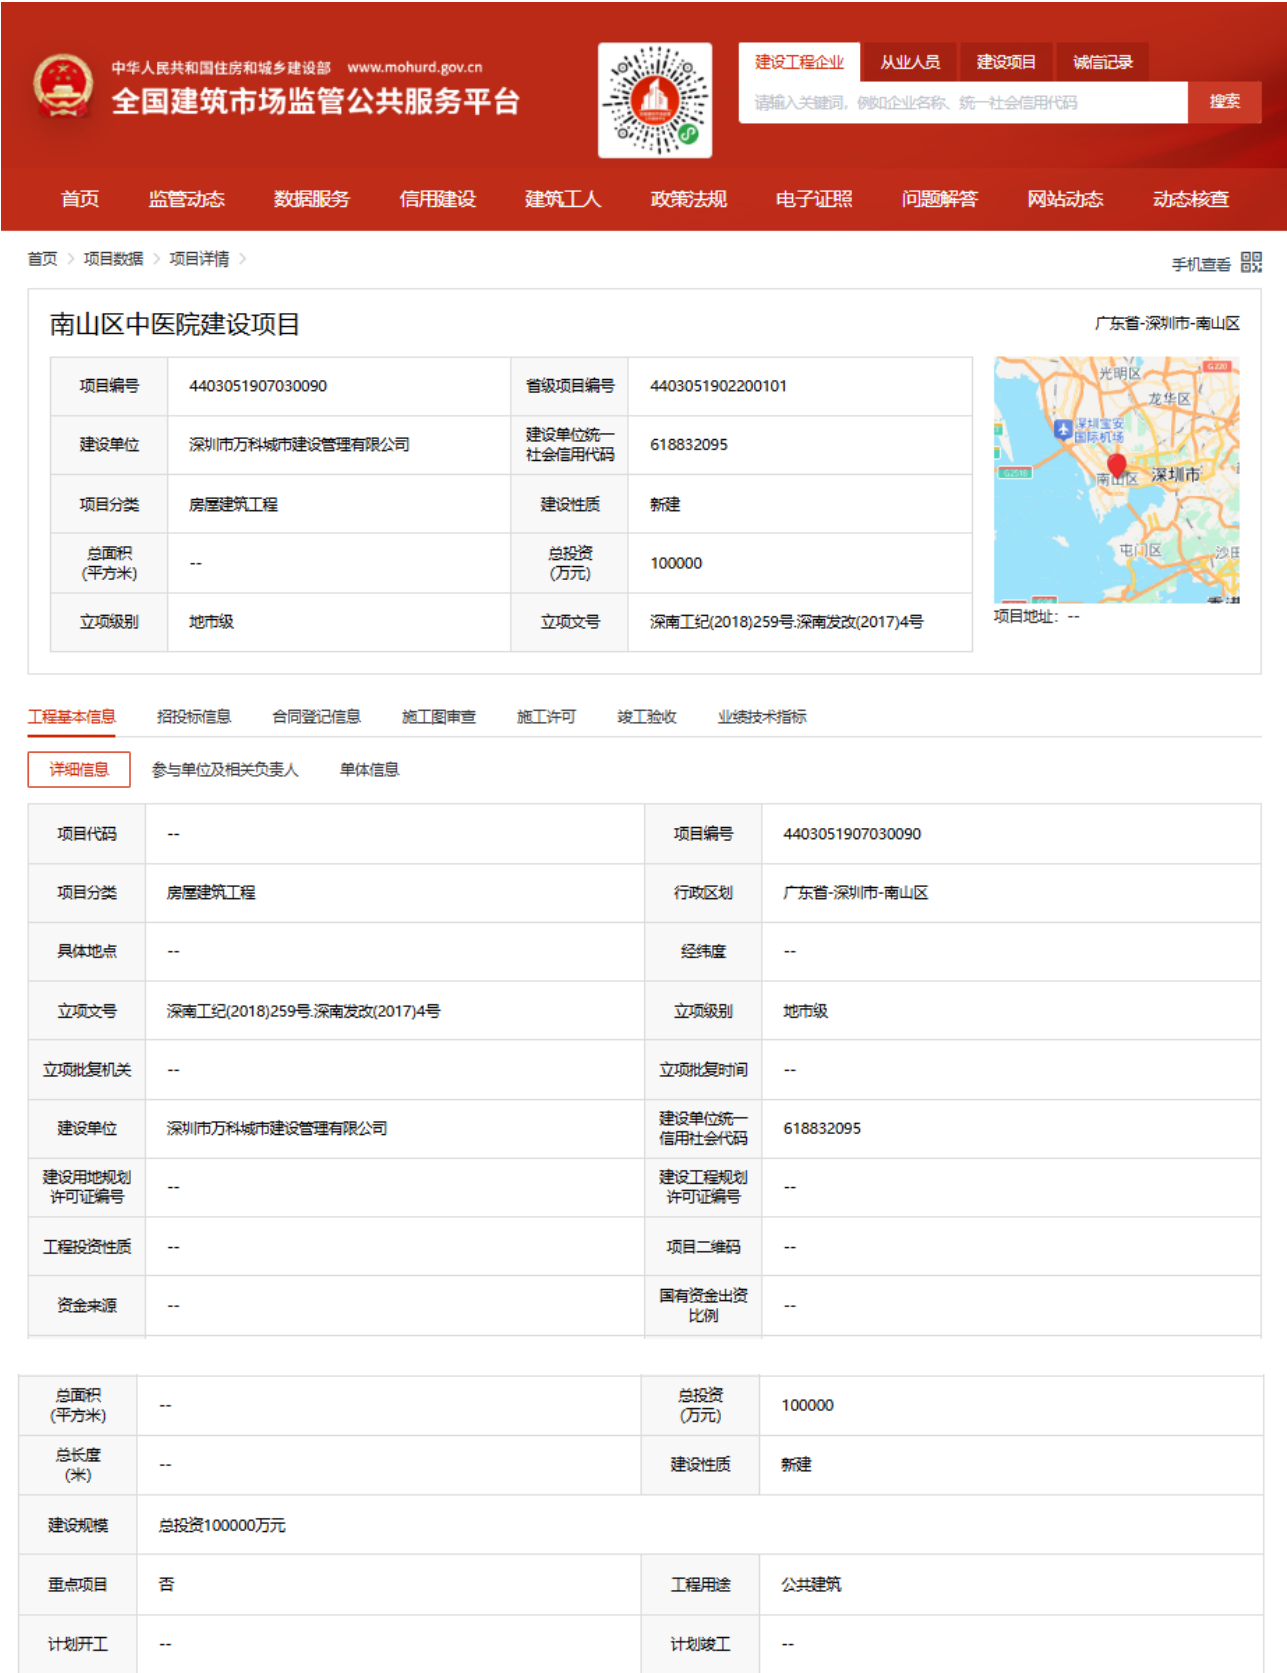 中华人民共和国住房和城乡建设部 www.mohurd.gov.cn
全国建筑市场监管公共服务平台
建设工程企业 从业人员 建设项目 诚信记录
请输入关键词，例如企业名称、统一社会信用代码 搜索
首页 监管动态 数据服务 信用建设 建筑工人 政策法规 电子证照 问题解答 网站动态 动态核查
首页 > 项目数据 > 项目详情 >
手机查看
南山区中医院建设项目
广东省-深圳市-南山区
项目编号 4403051907030090 省级项目编号 4403051902200101
建设单位 深圳市万科城市建设管理有限公司 建设单位统一社会信用代码 618832095
项目分类 房屋建筑工程 建设性质 新建
总面积(平方米) -- 总投资(万元) 100000
立项级别 地市级 立项文号 深南工纪(2018)259号.深南发改(2017)4号
光明区
G220
龙华区
深圳宝安
国际机场
南山区
深圳市
屯门区
沙田
项目地址： --
工程基本信息 招投标信息 合同登记信息 施工图审查 施工许可 竣工验收 业绩技术指标
详细信息 参与单位及相关负责人 单体信息
项目代码 -- 项目编号 4403051907030090
项目分类 房屋建筑工程 行政区划 广东省-深圳市-南山区
具体地点 -- 经纬度 --
立项文号 深南工纪(2018)259号.深南发改(2017)4号 立项级别 地市级
立项批复机关 -- 立项批复时间 --
建设单位 深圳市万科城市建设管理有限公司 建设单位统一信用社会代码 618832095
建设用地规划许可证编号 -- 建设工程规划许可证编号 --
工程投资性质 -- 项目二维码 --
资金来源 -- 国有资金出资比例 --
总面积(平方米) -- 总投资(万元) 100000
总长度(米) -- 建设性质 新建
建设规模 总投资100000万元
重点项目 否 工程用途 公共建筑
计划开工 -- 计划竣工 --